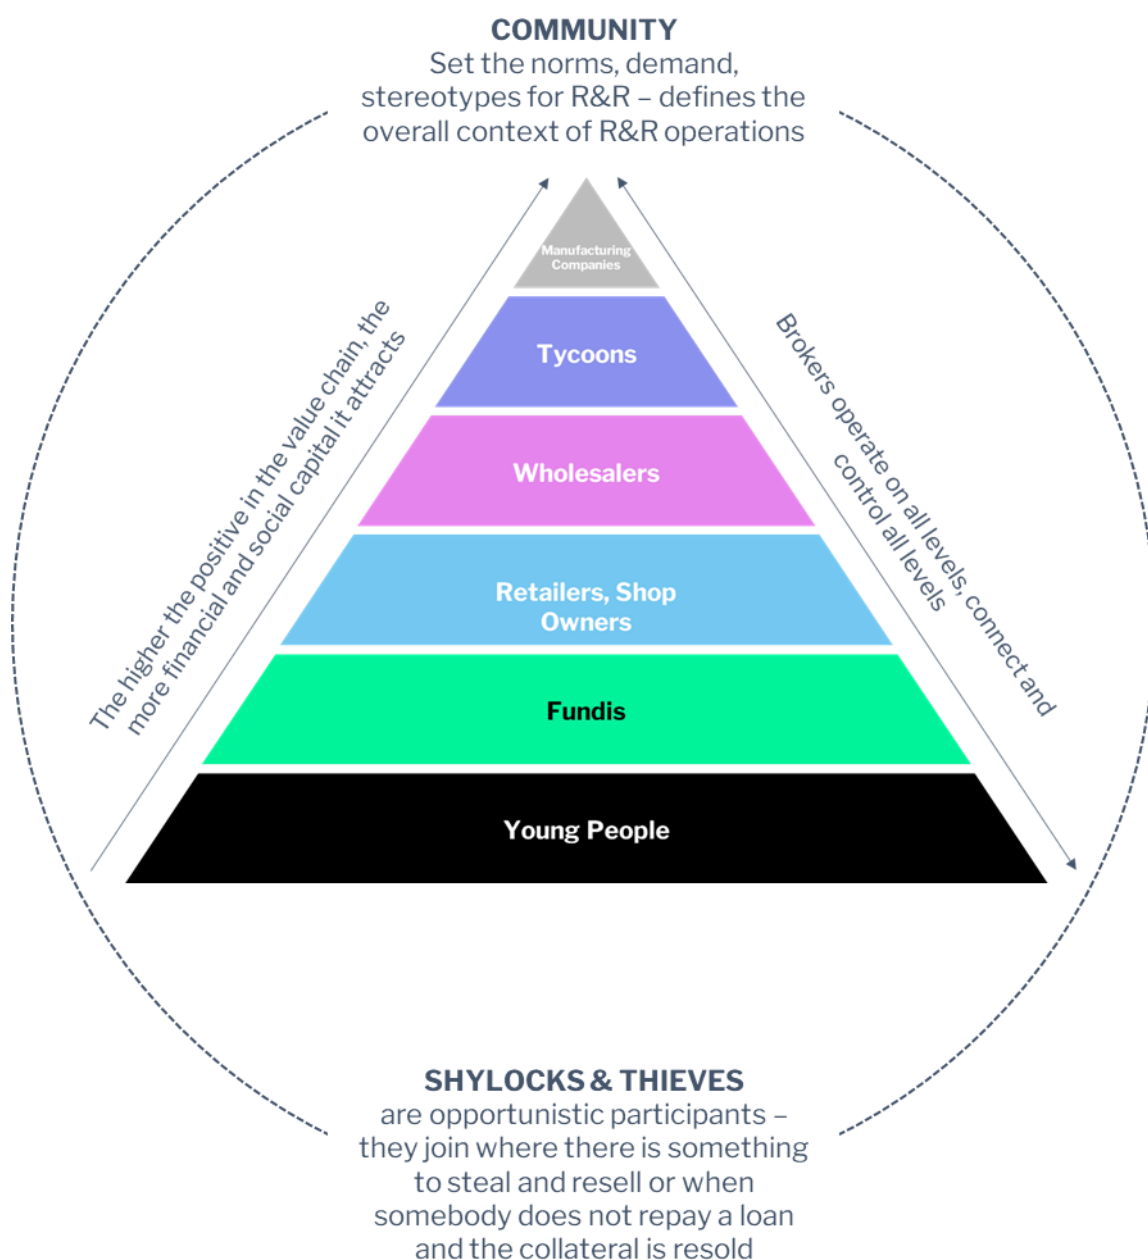 COMMUNITY
Set the norms, demand,
stereotypes for R&R – defines the
overall context of R&R operations
Manufacturing
Companies
Tycoons
Wholesalers
Retailers, Shop
Owners
Fundis
Young People
The higher the positive in the value chain, the
more financial and social capital it attracts
Brokers operate on all levels, connect and
control all levels
SHYLOCKS & THIEVES
are opportunistic participants –
they join where there is something
to steal and resell or when
somebody does not repay a loan
and the collateral is resold